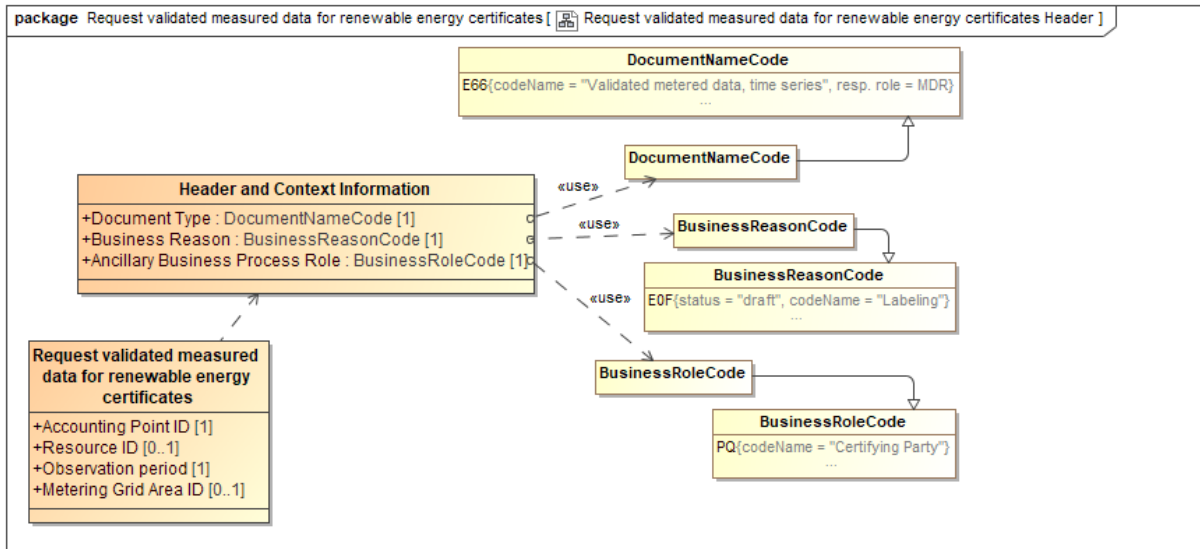 package Request validated measured data for renewable energy certificates [ Request validated measured data for renewable energy certificates Header ]
DocumentNameCode
E66{codeName = "Validated metered data, time series", resp. role = MDR}
...
DocumentNameCode
«use»
Header and Context Information
+Document Type : DocumentNameCode [1]
+Business Reason : BusinessReasonCode [1]
+Ancillary Business Process Role : BusinessRoleCode [1]
«use»
BusinessReasonCode
BusinessReasonCode
E0F{status = "draft", codeName = "Labeling"}
...
«use»
Request validated measured
data for renewable energy
certificates
+Accounting Point ID [1]
+Resource ID [0..1]
+Observation period [1]
+Metering Grid Area ID [0..1]
BusinessRoleCode
BusinessRoleCode
PQ{codeName = "Certifying Party"}
...